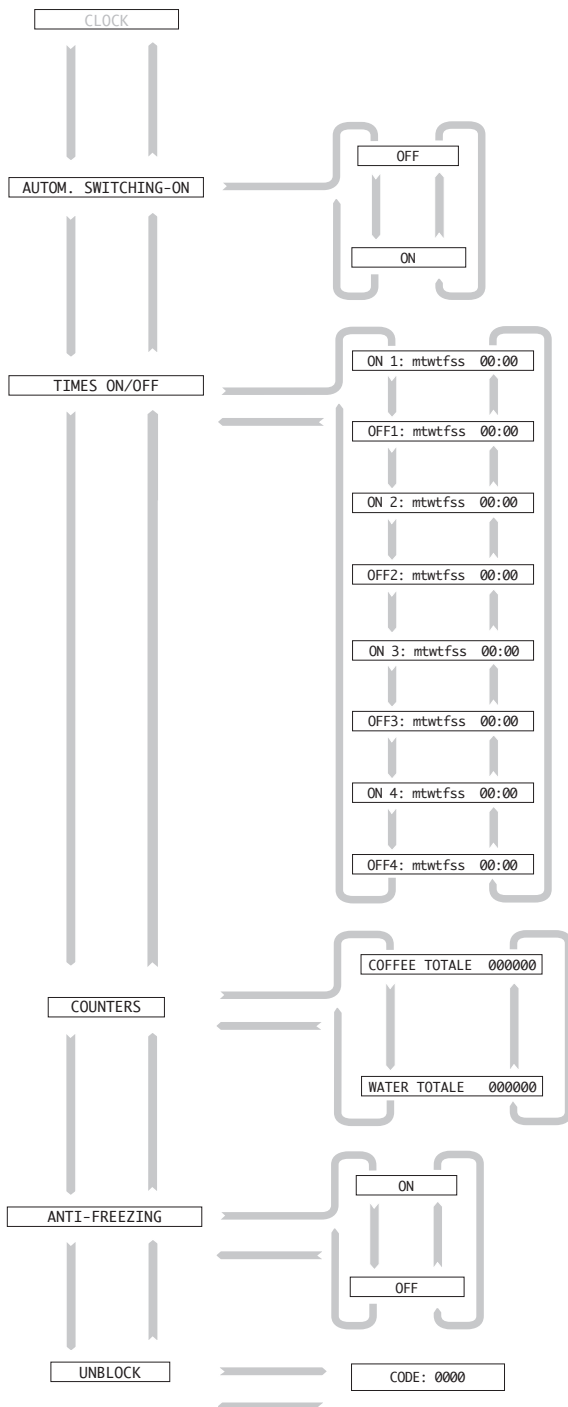 CLOCK
OFF
AUTOM. SWITCHING-ON
ON
ON 1: mtwtfss 00:00
TIMES ON/OFF
OFF1: mtwtfss 00:00
ON 2: mtwtfss 00:00
OFF2: mtwtfss 00:00
ON 3: mtwtfss 00:00
OFF3: mtwtfss 00:00
ON 4: mtwtfss 00:00
OFF4: mtwtfss 00:00
COFFEE TOTALE 000000
COUNTERS
WATER TOTALE 000000
ON
ANTI-FREEZING
OFF
UNBLOCK
CODE: 0000